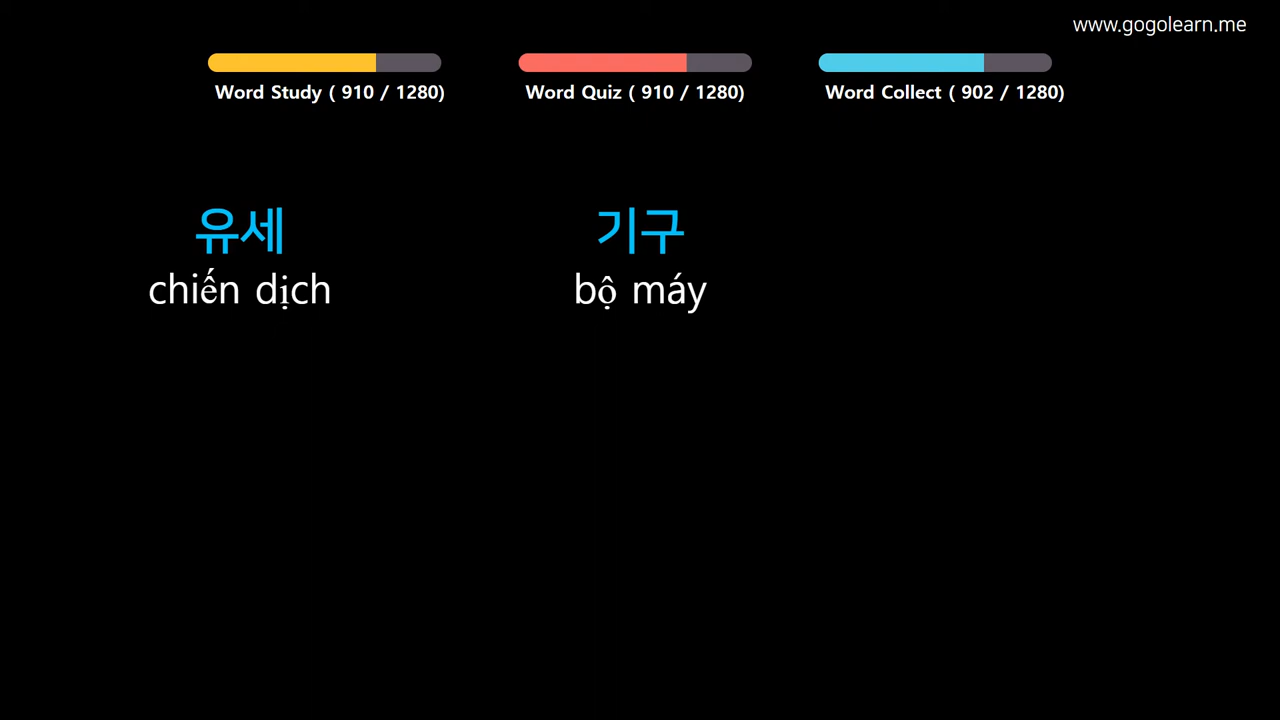 www.gogolearn.me
Word Study ( 910 / 1280)
Word Quiz ( 910 / 1280)
Word Collect ( 902 / 1280)
유세
chiến dịch
기구
bộ máy